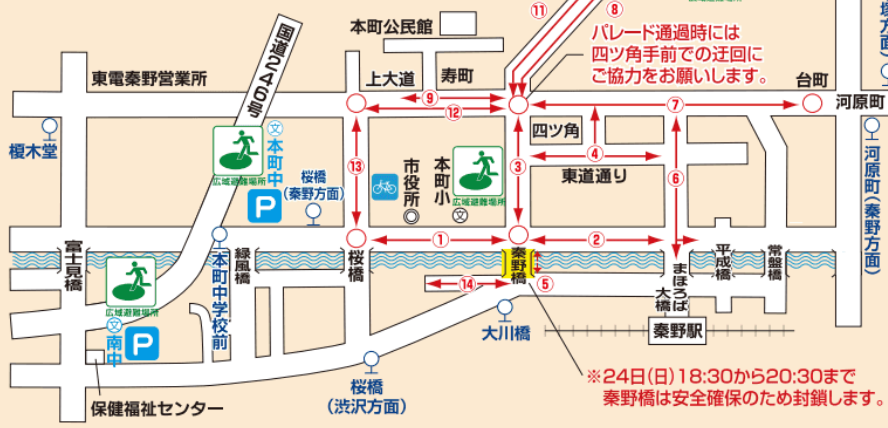 ⑪
⑧
パレード通過時には
四ツ角手前での迂回に
ご協力をお願いします。
国道246号
本町公民館
東電秦野営業所
上大道
寿町
台町
河原町
⑨
⑫
⑦
榎木堂
文
本町中
広域避難場所
P
桜橋
(秦野方面)
⑬
市役所
本町小
広域避難場所
文
③
四ツ角
④
東道通り
⑥
河原町(秦野方面)
①
②
富士見橋
本町中学校前
緑風橋
桜橋
秦野橋
⑤
⑭
まほろば
大橋
平成橋
常盤橋
広域避難場所
文
南中
P
大川橋
秦野駅
桜橋
(渋沢方面)
保健福祉センター
※24日(日)18:30から20:30まで
秦野橋は安全確保のため封鎖します。